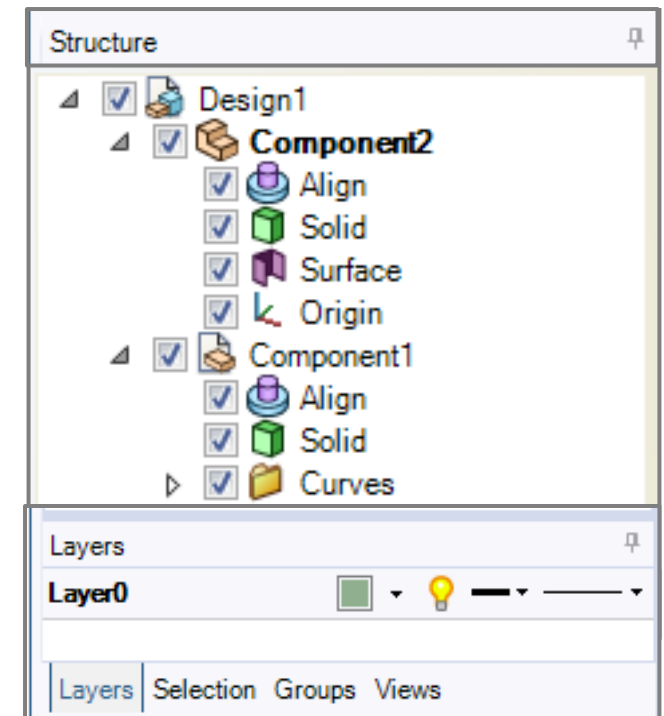 Structure
Design1
Component2
Align
Solid
Surface
Origin
Component1
Align
Solid
Curves
Layers
Layer0
Layers Selection Groups Views